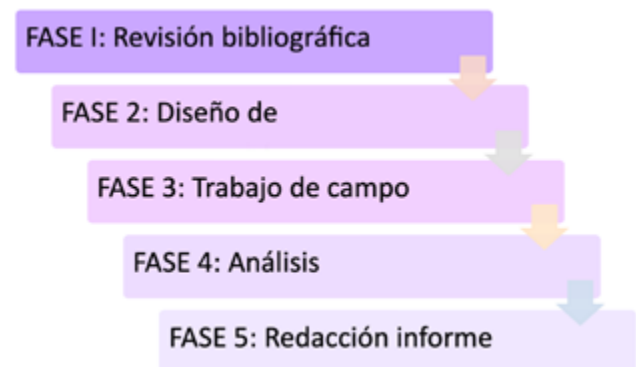 FASE I: Revisión bibliográfica
FASE 2: Diseño de
FASE 3: Trabajo de campo
FASE 4: Análisis
FASE 5: Redacción informe